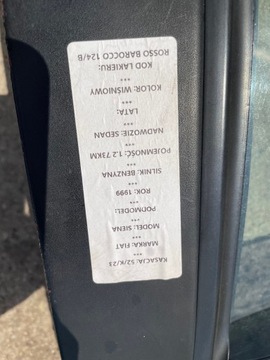 KASACJA: 52/K/23
***
MARKA: FIAT
***
MODEL: SIENA
***
PODMODEL:
***
ROK: 1999
***
SILNIK: BENZYNA
***
POJEMNOŚĆ: 1.2 73KM
***
NADWOZIE: SEDAN
***
LATA:
***
KOLOR: WIŚNIOWY
***
KOD LAKIERU:
ROSSO BAROCCO 124/B